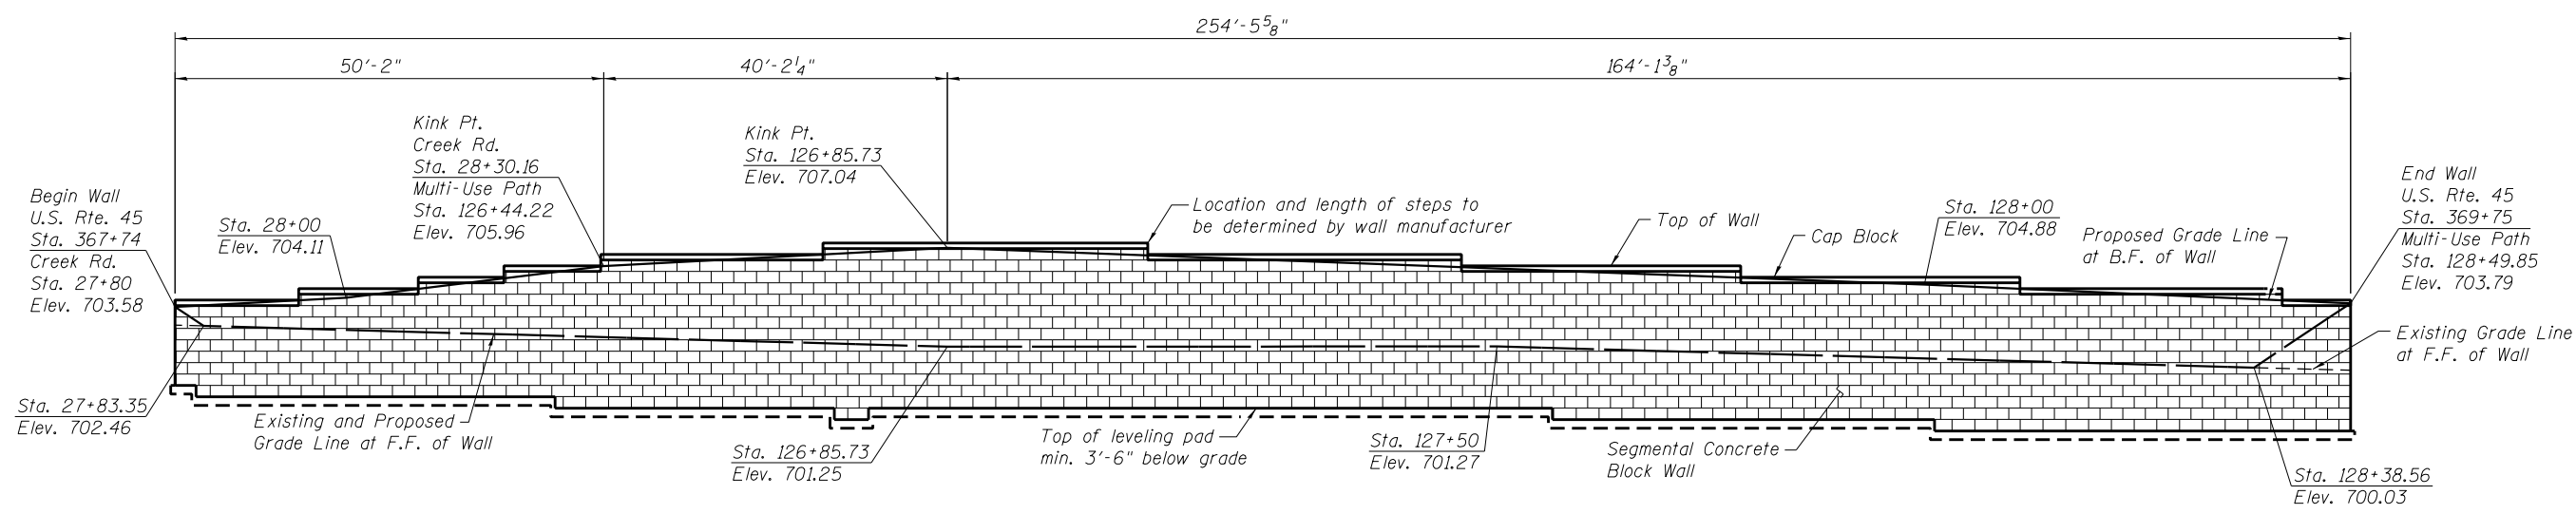 254'-5 5/8"
50'-2"
40'-2 1/4"
164'-1 3/8"
Begin Wall
U.S. Rte. 45
Sta. 367+74
Creek Rd.
Sta. 27+80
Elev. 703.58
Sta. 28+00
Elev. 704.11
Kink Pt.
Creek Rd.
Sta. 28+30.16
Multi-Use Path
Sta. 126+44.22
Elev. 705.96
Kink Pt.
Sta. 126+85.73
Elev. 707.04
Location and length of steps to
be determined by wall manufacturer
Top of Wall
Cap Block
Sta. 128+00
Elev. 704.88
Proposed Grade Line
at B.F. of Wall
End Wall
U.S. Rte. 45
Sta. 369+75
Multi-Use Path
Sta. 128+49.85
Elev. 703.79
Existing Grade Line
at F.F. of Wall
Sta. 27+83.35
Elev. 702.46
Existing and Proposed
Grade Line at F.F. of Wall
Sta. 126+85.73
Elev. 701.25
Top of leveling pad
min. 3'-6" below grade
Sta. 127+50
Elev. 701.27
Segmental Concrete
Block Wall
Sta. 128+38.56
Elev. 700.03